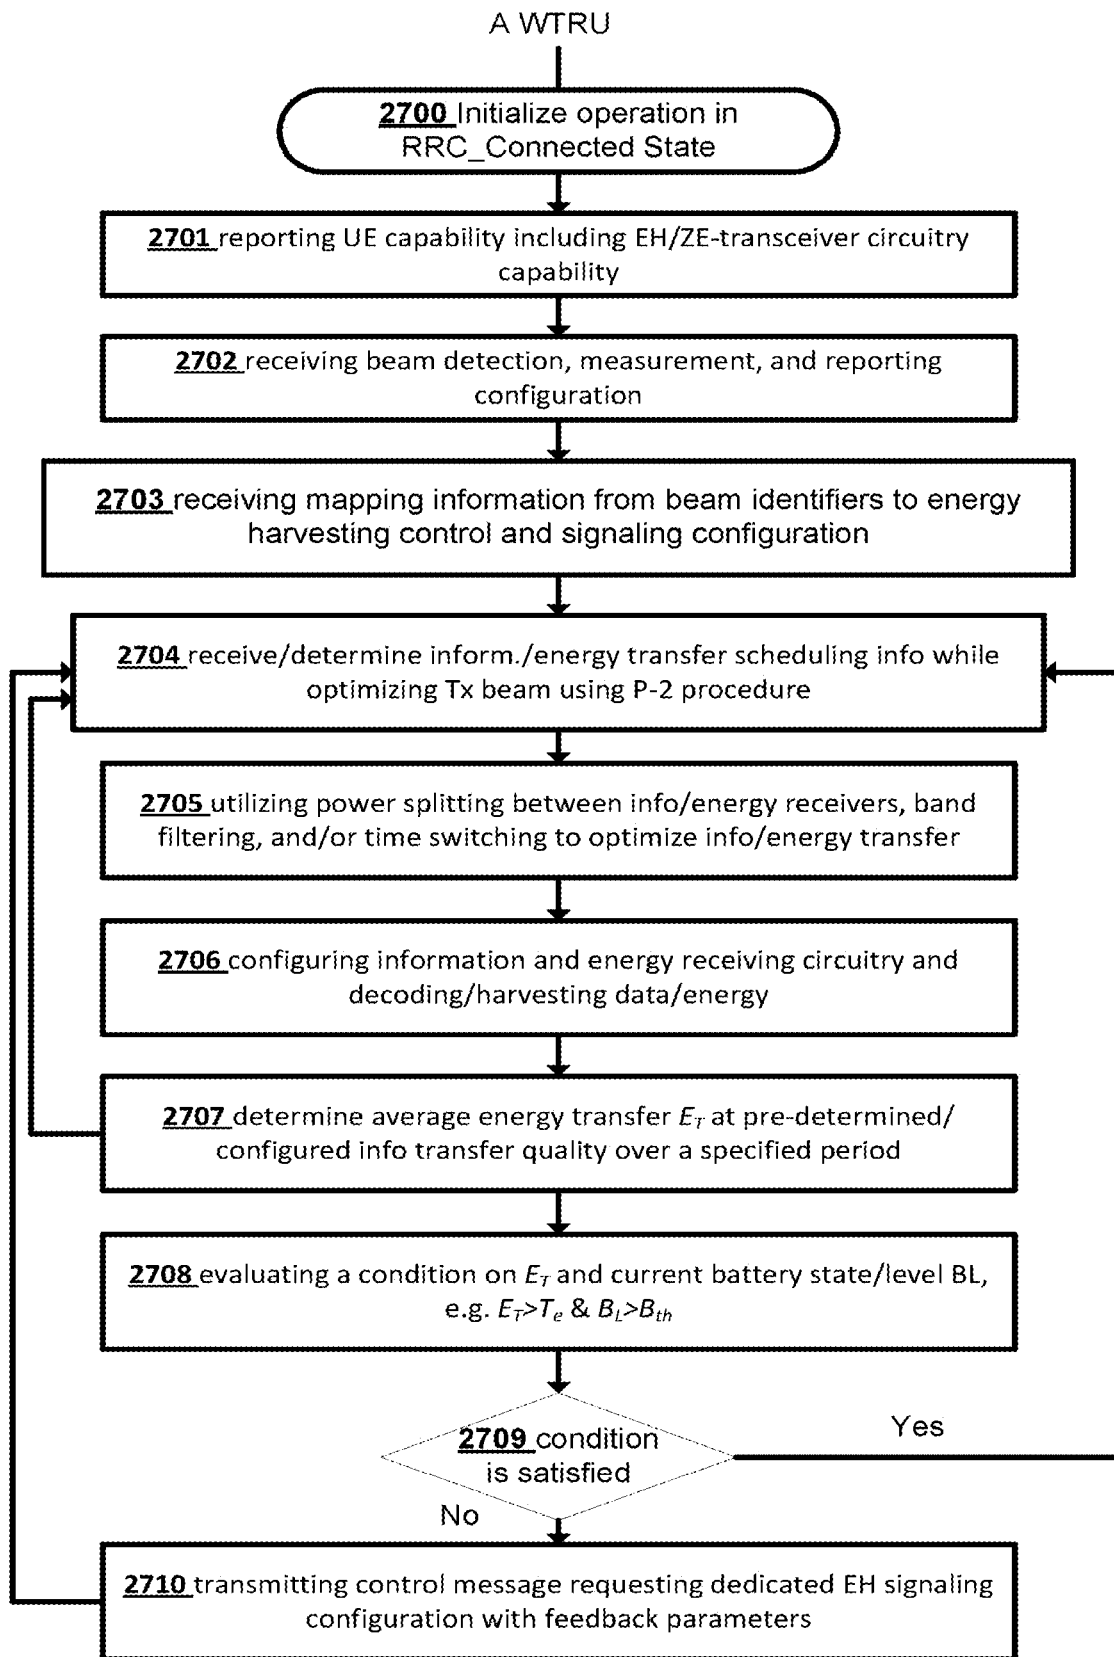 A WTRU
2700 Initialize operation in
RRC_Connected State
2701 reporting UE capability including EH/ZE-transceiver circuitry
capability
2702 receiving beam detection, measurement, and reporting
configuration
2703 receiving mapping information from beam identifiers to energy
harvesting control and signaling configuration
2704 receive/determine inform./energy transfer scheduling info while
optimizing Tx beam using P-2 procedure
2705 utilizing power splitting between info/energy receivers, band
filtering, and/or time switching to optimize info/energy transfer
2706 configuring information and energy receiving circuitry and
decoding/harvesting data/energy
2707 determine average energy transfer E_T at pre-determined/
configured info transfer quality over a specified period
2708 evaluating a condition on E_T and current battery state/level BL,
e.g. E_T>T_e & B_L>B_th
2709 condition
is satisfied
Yes
No
2710 transmitting control message requesting dedicated EH signaling
configuration with feedback parameters